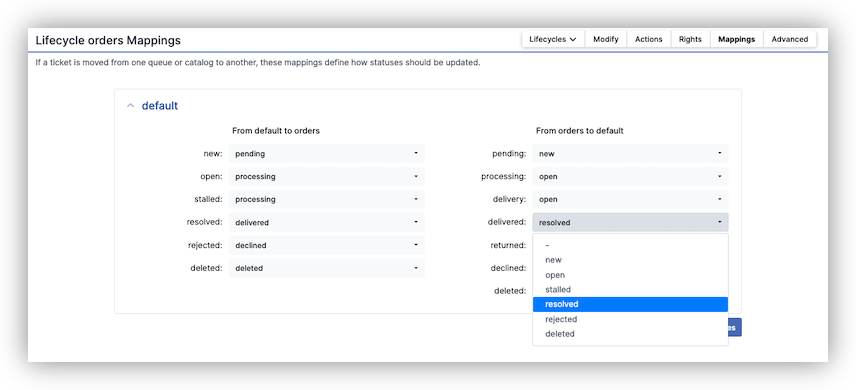 Lifecycle orders Mappings
Lifecycles Modify Actions Rights Mappings Advanced
If a ticket is moved from one queue or catalog to another, these mappings define how statuses should be updated.
default
From default to orders
new: pending
open: processing
stalled: processing
resolved: delivered
rejected: declined
deleted: deleted
From orders to default
pending: new
processing: open
delivery: open
delivered: resolved
returned:
declined:
deleted:
-
new
open
stalled
resolved
rejected
deleted